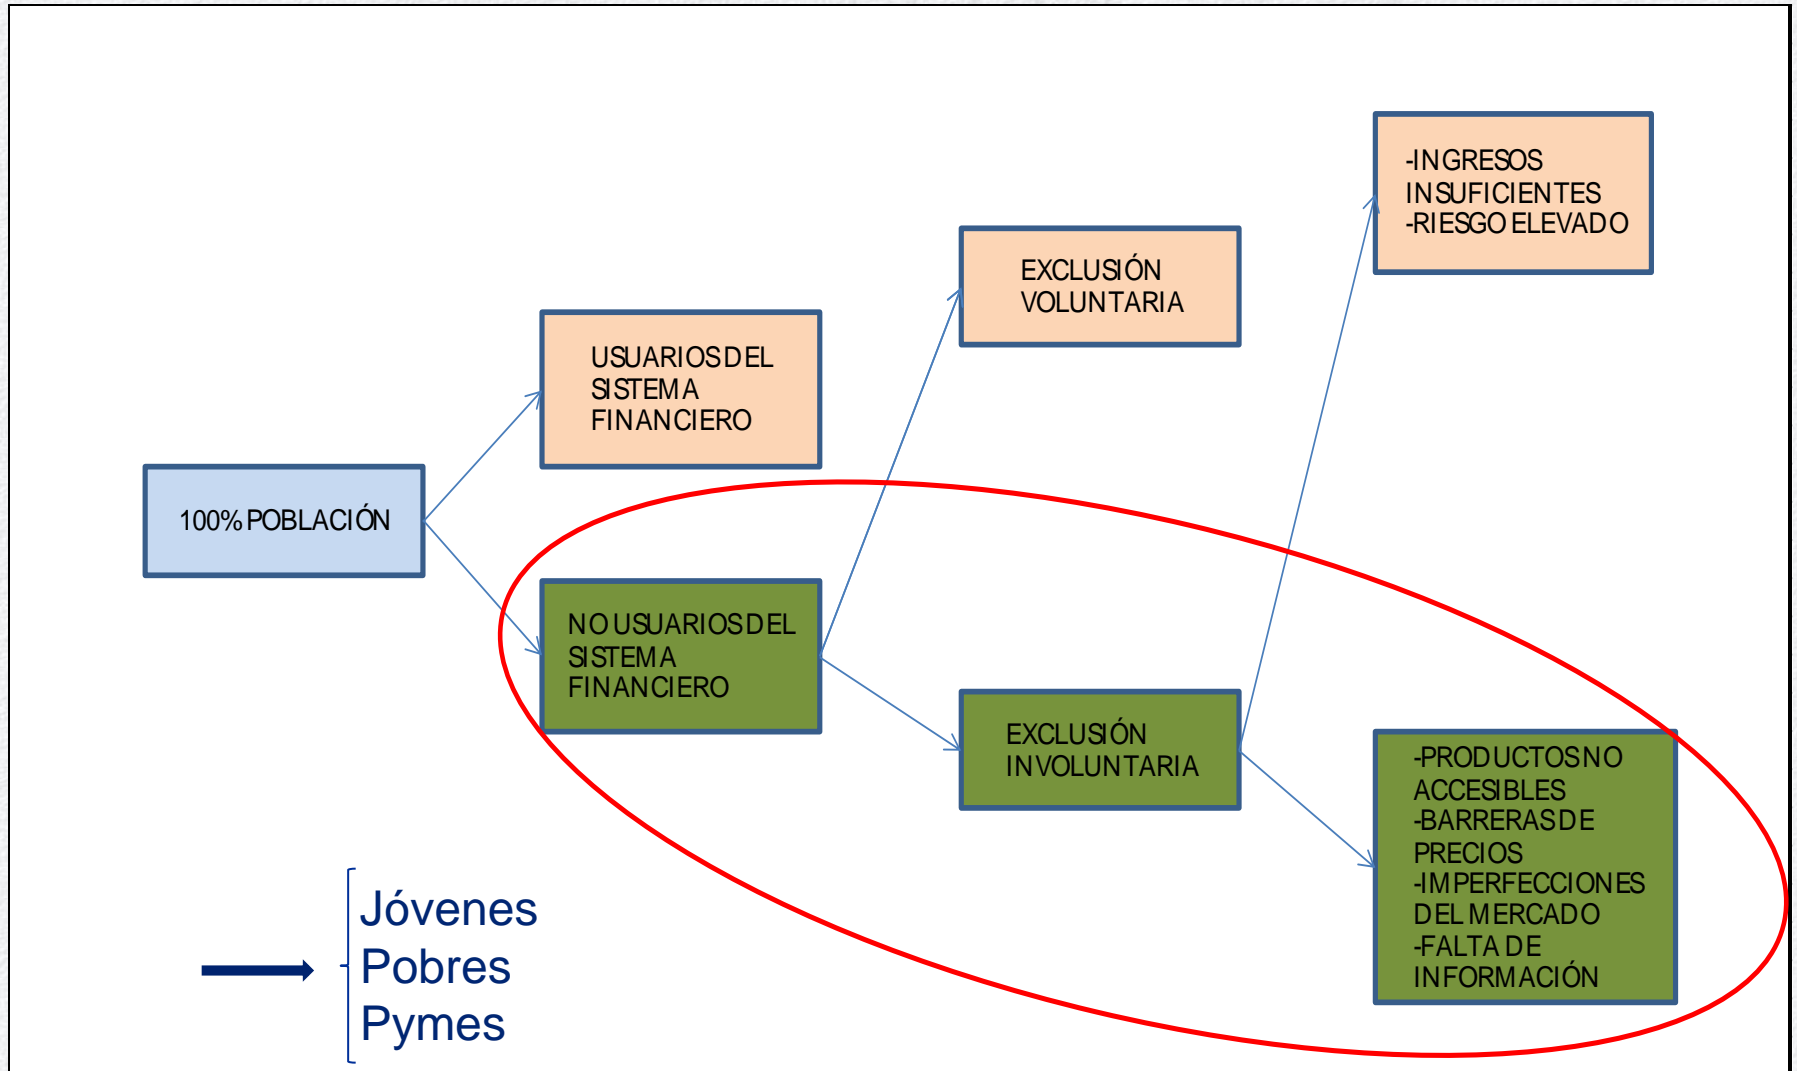 100% POBLACIÓN
USUARIOS DEL
SISTEMA
FINANCIERO
NO USUARIOS DEL
SISTEMA
FINANCIERO
EXCLUSIÓN
VOLUNTARIA
EXCLUSIÓN
INVOLUNTARIA
-INGRESOS
INSUFICIENTES
-RIESGO ELEVADO
-PRODUCTOS NO
ACCESIBLES
-BARRERAS DE
PRECIOS
-IMPERFECCIONES
DEL MERCADO
-FALTA DE
INFORMACIÓN
Jóvenes
Pobres
Pymes